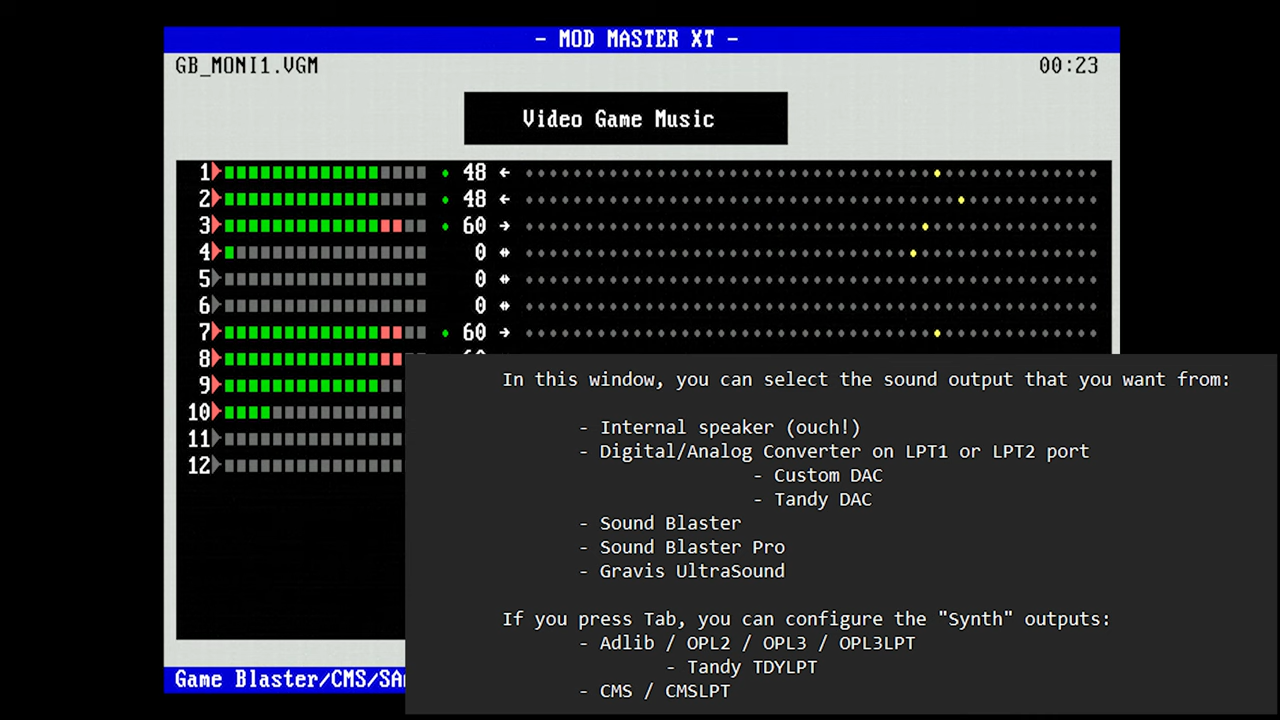 - MOD MASTER XT -
GB_MONI1.VGM 00:23
Video Game Music
1 48 ←
2 48 ←
3 60 →
4 0 ↔
5 0 ↔
6 0 ↔
7 60 →
8
9
10
11
12
Game Blaster/CMS/
In this window, you can select the sound output that you want from:
- Internal speaker (ouch!)
- Digital/Analog Converter on LPT1 or LPT2 port
- Custom DAC
- Tandy DAC
- Sound Blaster
- Sound Blaster Pro
- Gravis UltraSound
If you press Tab, you can configure the "Synth" outputs:
- Adlib / OPL2 / OPL3 / OPL3LPT
- Tandy TDYLPT
- CMS / CMSLPT